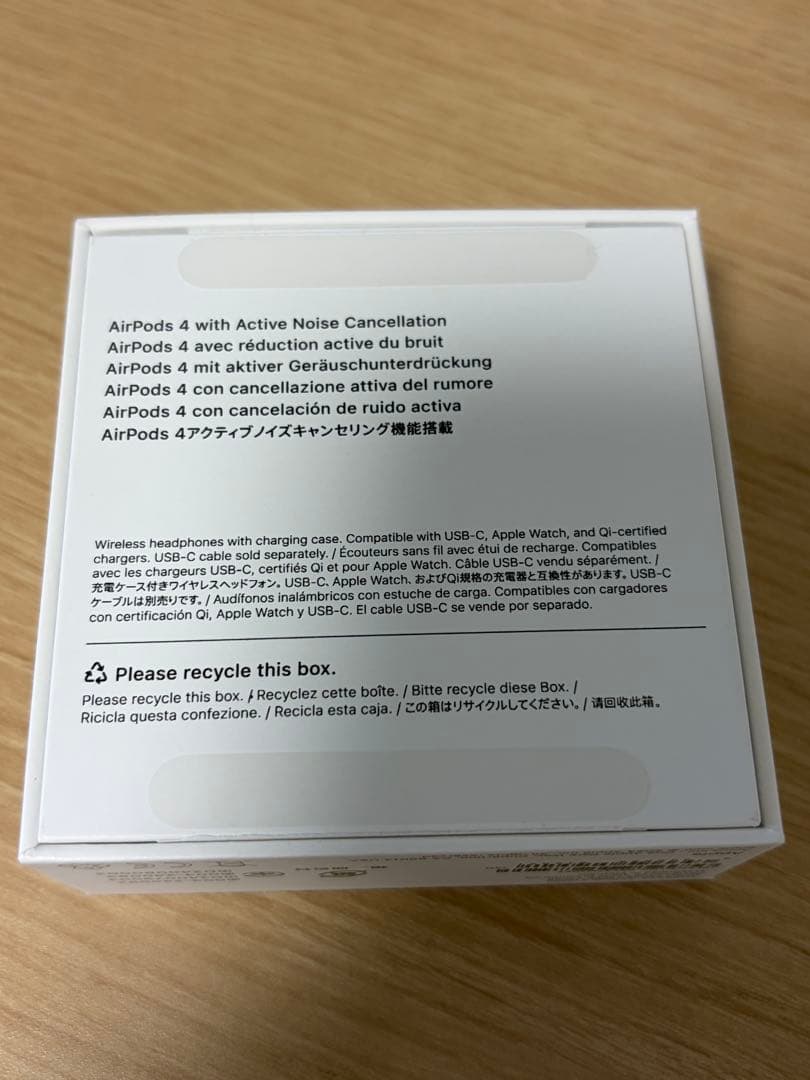 AirPods 4 with Active Noise Cancellation
AirPods 4 avec réduction active du bruit
AirPods 4 mit aktiver Geräuschunterdrückung
AirPods 4 con cancellazione attiva del rumore
AirPods 4 con cancelación de ruido activa
AirPods 4アクティブノイズキャンセリング機能搭載
Wireless headphones with charging case. Compatible with USB-C, Apple Watch, and Qi-certified
chargers. USB-C cable sold separately. / Écouteurs sans fil avec étui de recharge. Compatibles
avec les chargeurs USB-C, certifiés Qi et pour Apple Watch. Câble USB-C vendu séparément. /
充電ケース付きワイヤレスヘッドフォン。USB-C、Apple Watch、およびQi規格の充電器と互換性があります。USB-C
ケーブルは別売りです。/ Audífonos inalámbricos con estuche de carga. Compatibles con cargadores
con certificación Qi, Apple Watch y USB-C. El cable USB-C se vende por separado.
Please recycle this box.
Please recycle this box. / Recyclez cette boîte. / Bitte recycle diese Box. /
Ricicla questa confezione. / Recicla esta caja. / この箱はリサイクルしてください。/ 请回收此箱。